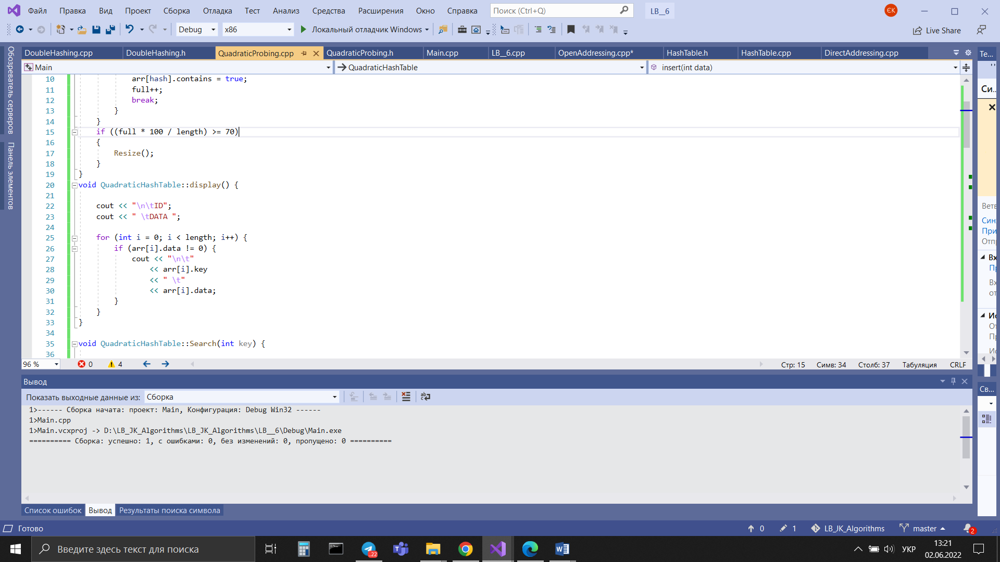 Файл Правка Вид Проект Сборка Отладка Тест Анализ Средства Расширения Окно Справка Поиск (Ctrl+Q) LB__6 ЄК
Debug x86 Локальный отладчик Windows Live Share
DoubleHashing.cpp DoubleHashing.h QuadraticProbing.cpp QuadraticProbing.h Main.cpp LB__6.cpp OpenAddressing.cpp* HashTable.h HashTable.cpp DirectAddressing.cpp Те...
Обозреватель серверов
Панель элементов
Main QuadraticHashTable insert(int data)
10 arr[hash].contains = true;
11 full++;
12 break;
13 }
14 }
15 if ((full * 100 / length) >= 70)
16 {
17 Resize();
18 }
19 }
20 void QuadraticHashTable::display() {
21
22 cout << "\n\tID";
23 cout << " \tDATA ";
24
25 for (int i = 0; i < length; i++) {
26 if (arr[i].data != 0) {
27 cout << "\n\t"
28 << arr[i].key
29 << " \t"
30 << arr[i].data;
31 }
32 }
33 }
34
35 void QuadraticHashTable::Search(int key) {
36
Си...
Ветв
Син
При
Отп
Вх
от
96 % 0 4 Стр: 15 Симв: 34 Столб: 37 Табуляция CRLF
Вывод
Св...
Показать выходные данные из: Сборка
1>------ Сборка начата: проект: Main, Конфигурация: Debug Win32 ------
1>Main.cpp
1>Main.vcxproj -> D:\LB_JK_Algorithms\LB_JK_Algorithms\LB__6\Debug\Main.exe
========== Сборка: успешно: 1, с ошибками: 0, без изменений: 0, пропущено: 0 ==========
Список ошибок Вывод Результаты поиска символа
Готово 0 1 LB_JK_Algorithms master 2
Введите здесь текст для поиска ..22 УКР 13:21
02.06.2022